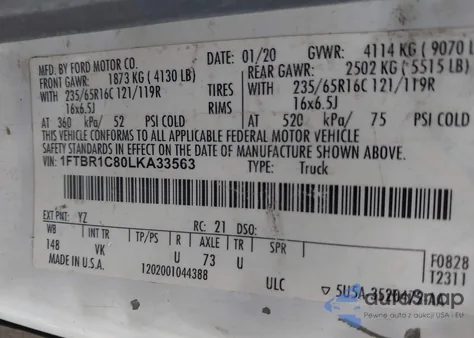 MFD. BY FORD MOTOR CO. DATE: 01/20 GVWR: 4114 KG ( 9070 L
FRONT GAWR: 1873 KG ( 4130 LB) REAR GAWR: 2502 KG ( 5515 LB)
WITH 235/65R16C 121/119R TIRES WITH 235/65R16C 121/119R
16x6.5J RIMS 16x6.5J
AT 360 kPa/ 52 PSI COLD AT 520 kPa/ 75 PSI COLD
THIS VEHICLE CONFORMS TO ALL APPLICABLE FEDERAL MOTOR VEHICLE
SAFETY STANDARDS IN EFFECT ON THE DATE OF MANUFACTURE SHOWN ABOVE.
VIN: 1FTBR1C80LKA33563 TYPE: Truck
EXT PNT: YZ RC: 21 DSO:
WB INT TR TP/PS R AXLE TR SPR
148 VK U 73 U
F0828
T2311
MADE IN U.S.A. 120200104438​8 ULC
autoSnap
Pewne auta z aukcji USA - EU